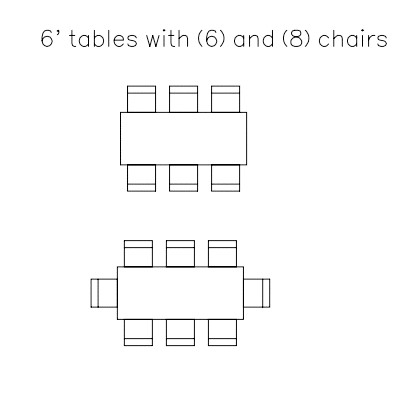 6' tables with (6) and (8) chairs